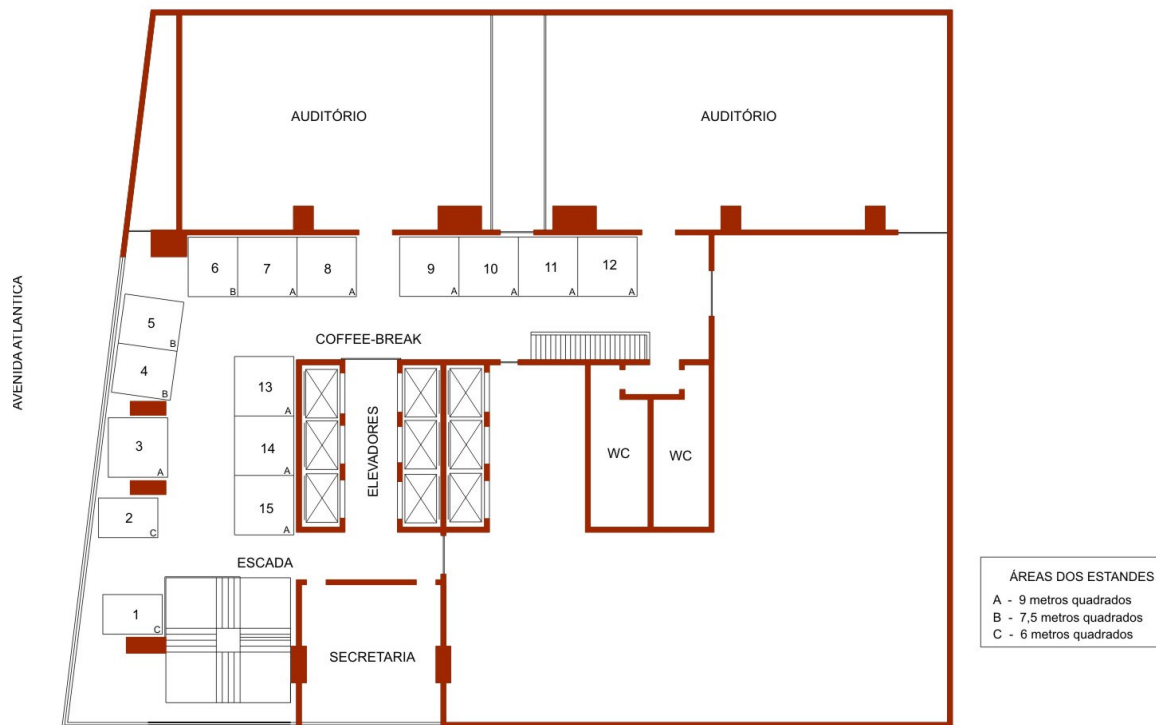 AUDITÓRIO
AUDITÓRIO
6
B
7
A
8
A
9
A
10
A
11
A
12
A
AVENIDA ATLANTICA
5
B
4
B
COFFEE-BREAK
13
A
3
A
14
A
ELEVADORES
WC
WC
2
C
15
A
ESCADA
1
C
SECRETARIA
ÁREAS DOS ESTANDES
A - 9 metros quadrados
B - 7,5 metros quadrados
C - 6 metros quadrados